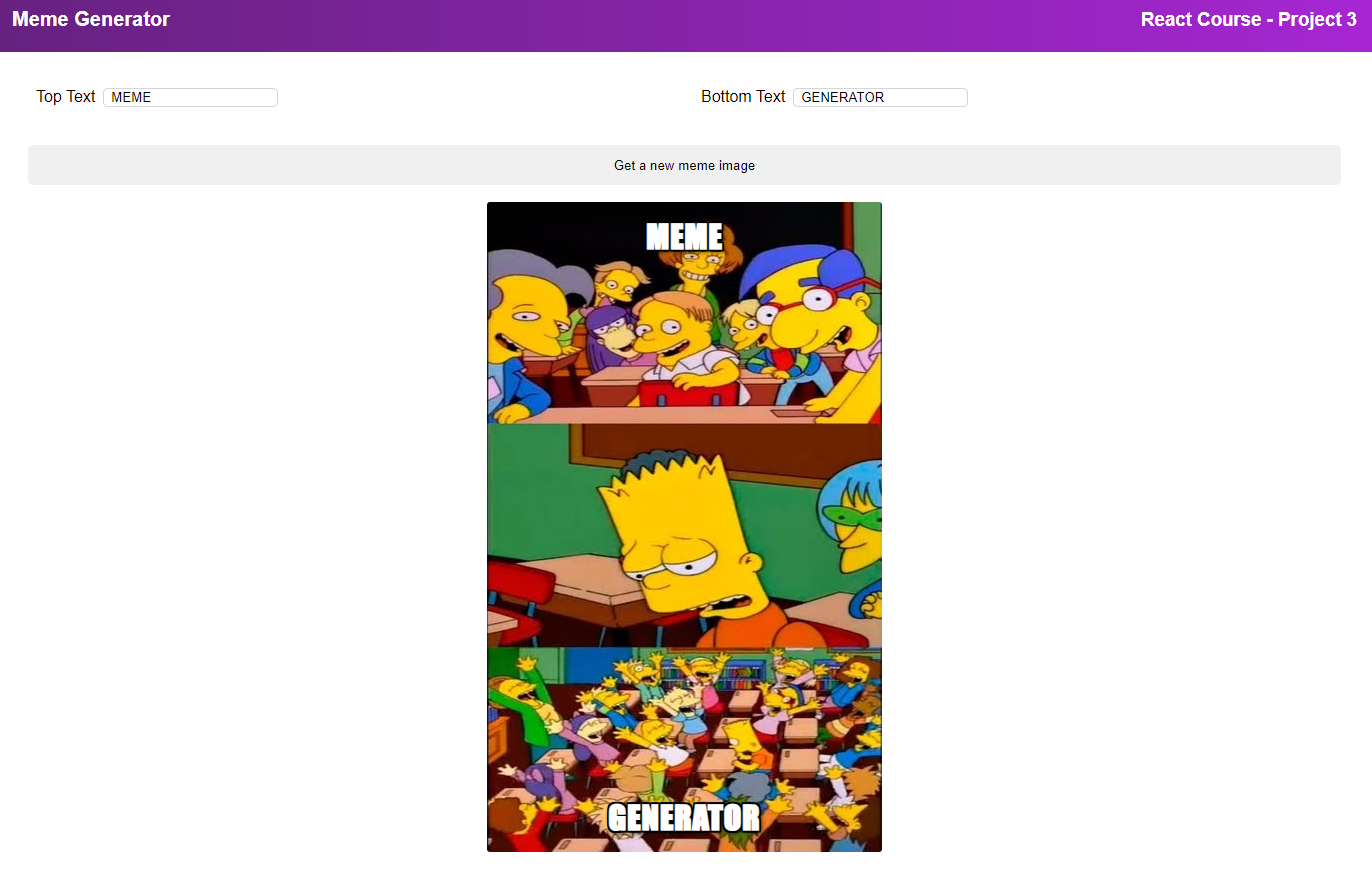 Meme Generator
React Course - Project 3
Top Text MEME
Bottom Text GENERATOR
Get a new meme image
MEME
GENERATOR